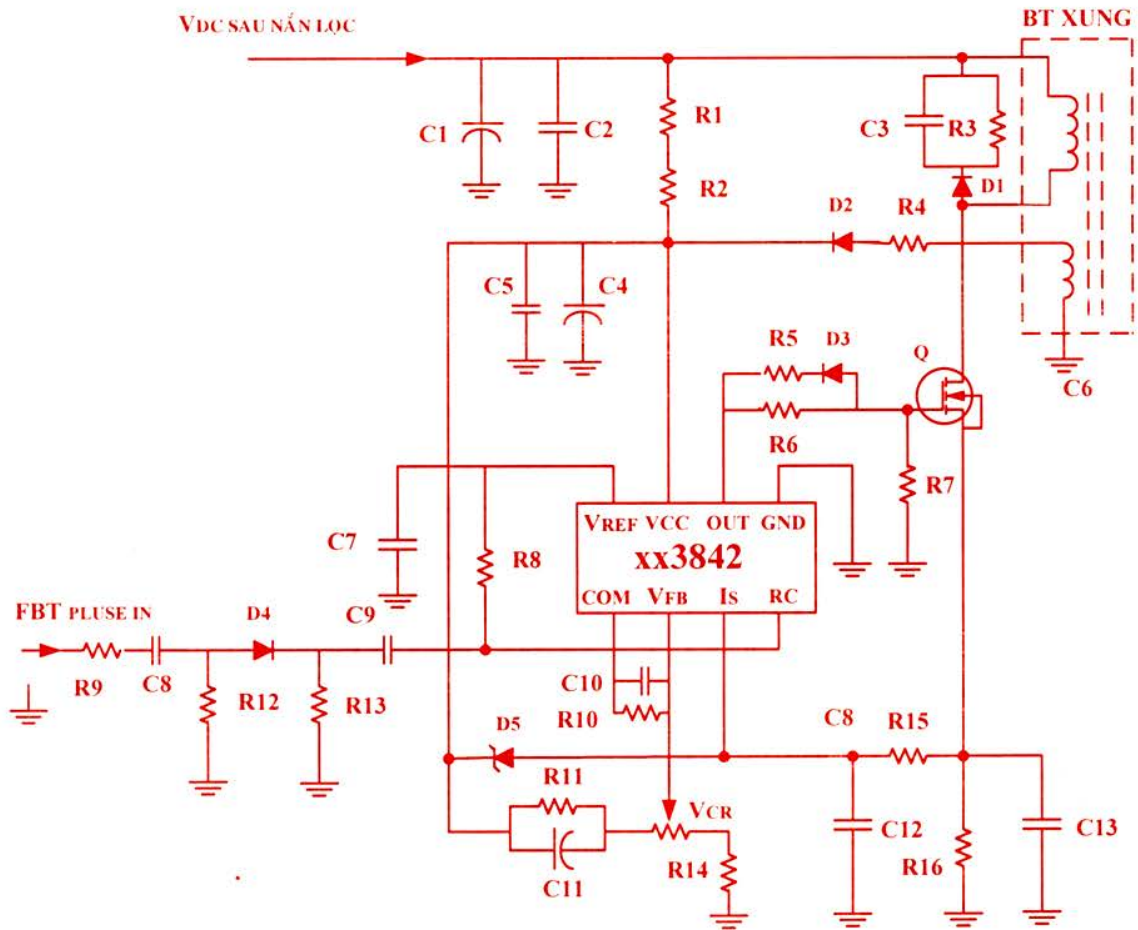 VDC SAU NẮN LỌC
BT XUNG
C1
C2
R1
C3
R3
R2
D1
D2
R4
C5
C4
R5
D3
Q
C6
R6
R7
VREF VCC OUT GND
xx3842
COM VFB IS RC
C7
R8
FBT PLUSE IN
D4
C9
R9
C8
R12
R13
C10
R10
D5
C8
R15
R11
VCR
C11
R14
C12
R16
C13